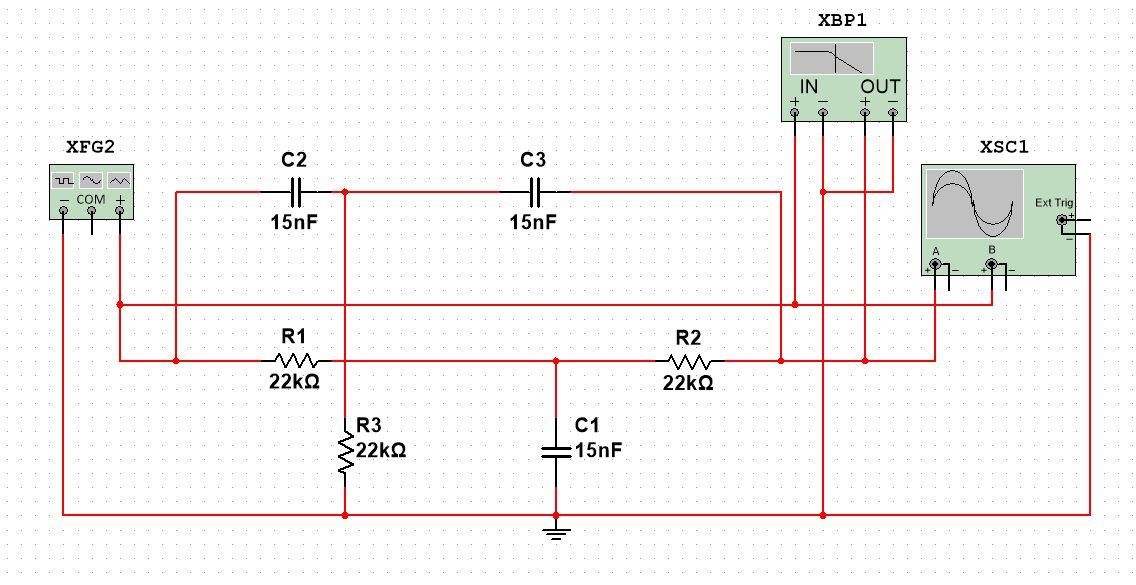 XBP1
IN OUT
+ − + −
XFG2
− COM +
C2
15nF
C3
15nF
XSC1
Ext Trig
+
−
A B
+ − + −
R1
22kΩ
R2
22kΩ
R3
22kΩ
C1
15nF